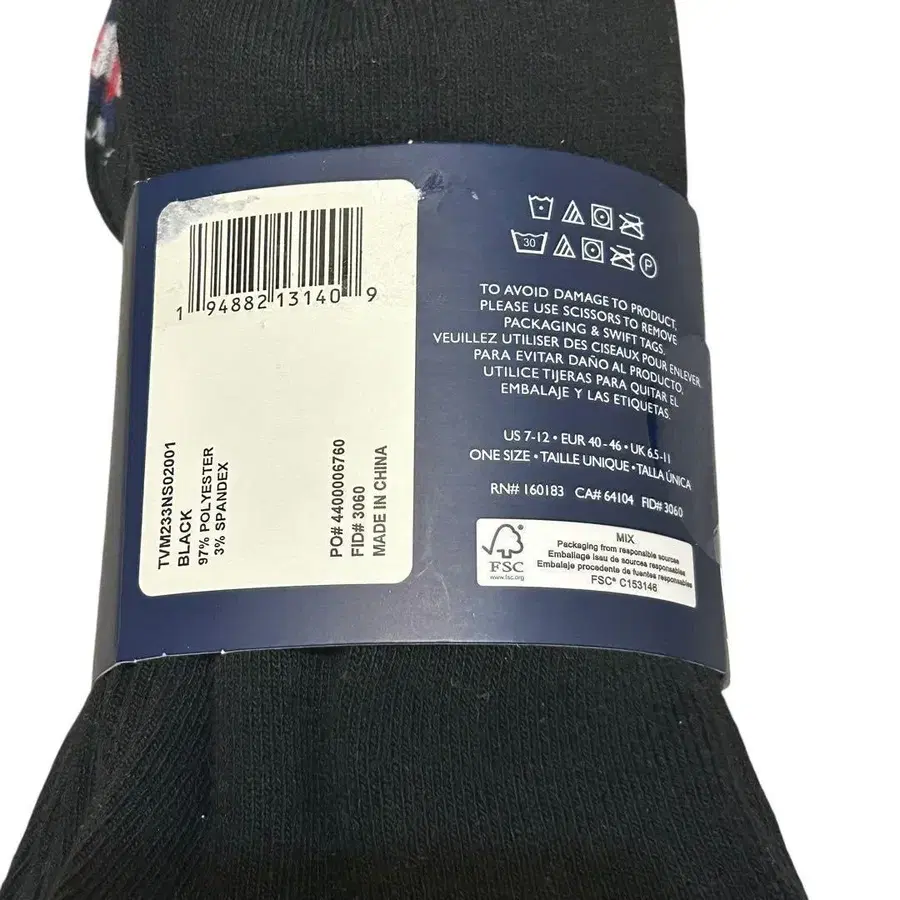 1 94882 13140 9
TVM233NS02001
BLACK
97% POLYESTER
3% SPANDEX
PO# 44000006760
FID# 3060
MADE IN CHINA
30
P
TO AVOID DAMAGE TO PRODUCT,
PLEASE USE SCISSORS TO REMOVE
PACKAGING & SWIFT TAGS.
VEUILLEZ UTILISER DES CISEAUX POUR ENLEVER.
PARA EVITAR DAÑO AL PRODUCTO,
UTILICE TIJERAS PARA QUITAR EL
EMBALAJE Y LAS ETIQUETAS.
US 7-12 • EUR 40-46 • UK 6.5-11
ONE SIZE • TAILLE UNIQUE • TALLA ÚNICA
RN# 160183 CA# 64104 FID# 3060
FSC
www.fsc.org
MIX
Packaging from responsible sources
Emballage issu de sources responsables
Embalaje procedente de fuentes responsables
FSC® C153146